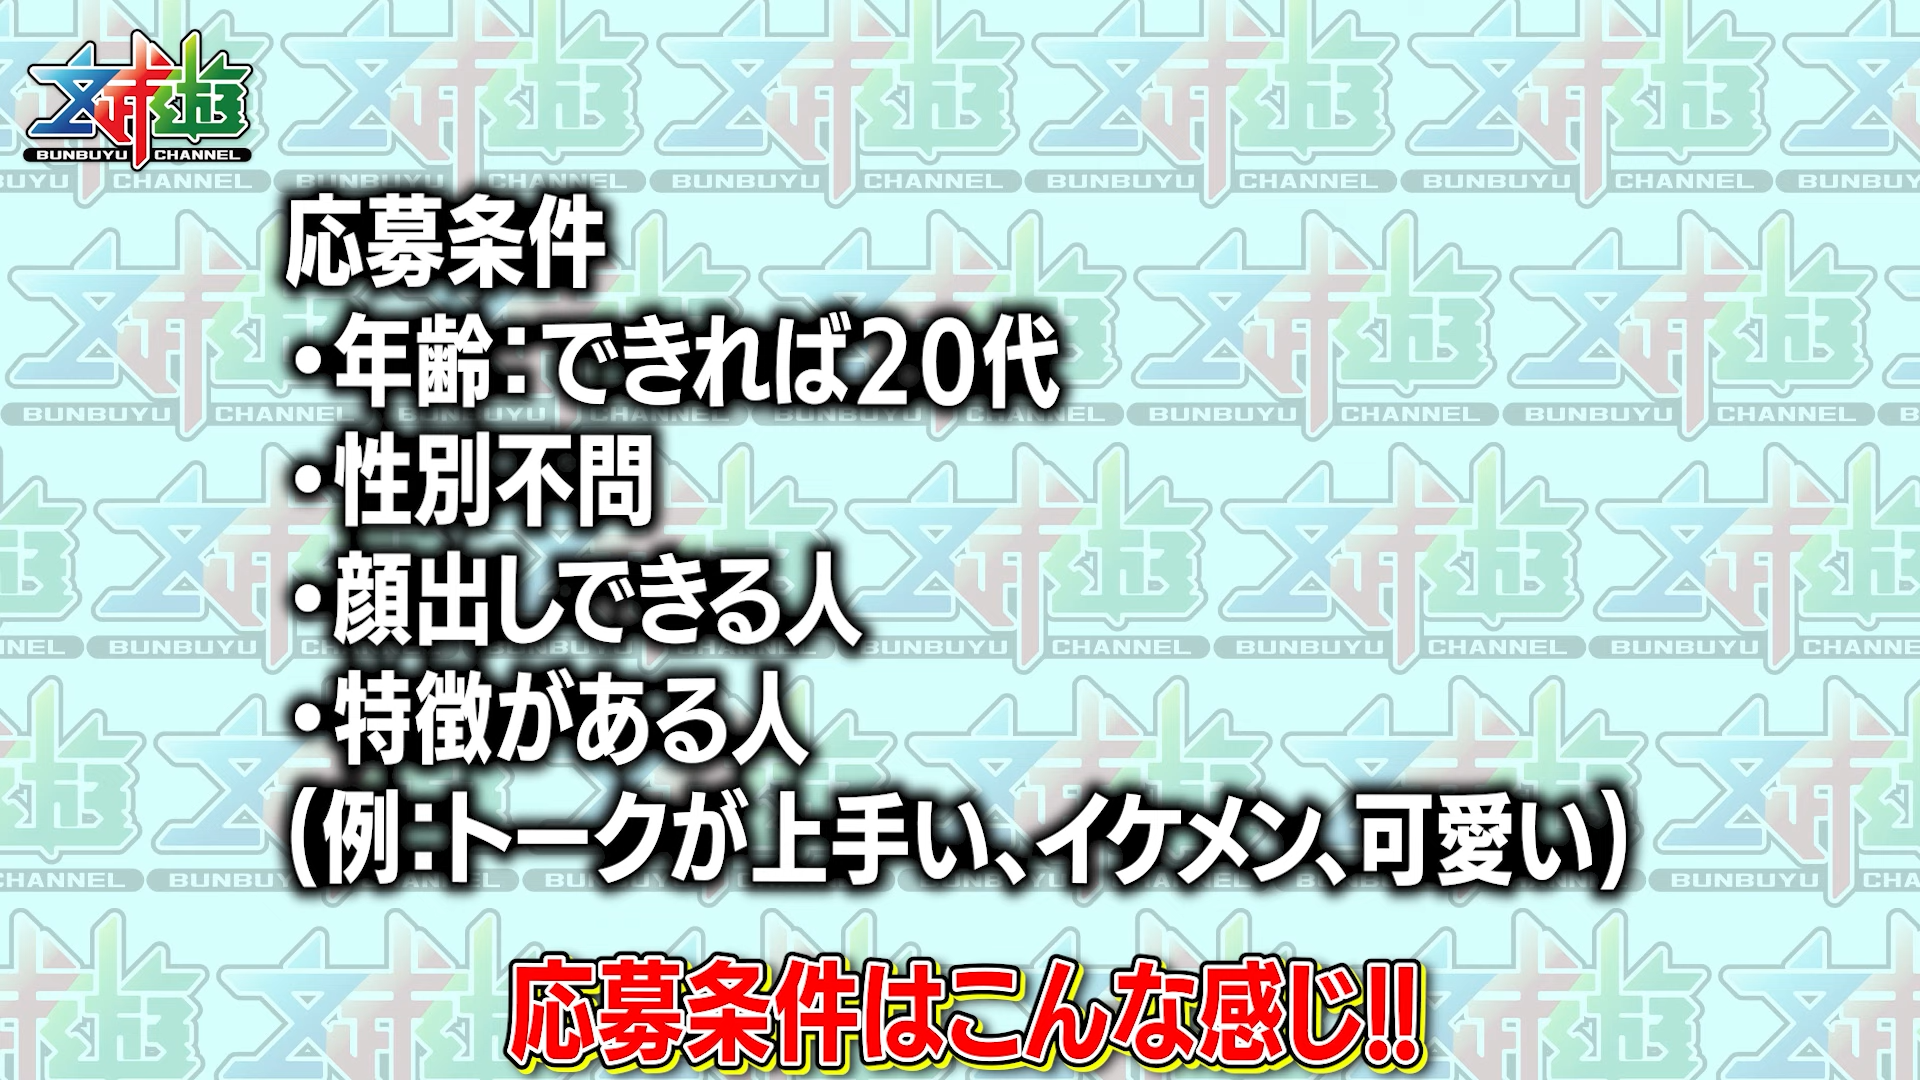 文武遊
BUNBUYU CHANNEL
応募条件
・年齢:できれば20代
・性別不問
・顔出しできる人
・特徴がある人
(例:トークが上手い、イケメン、可愛い)
応募条件はこんな感じ!!